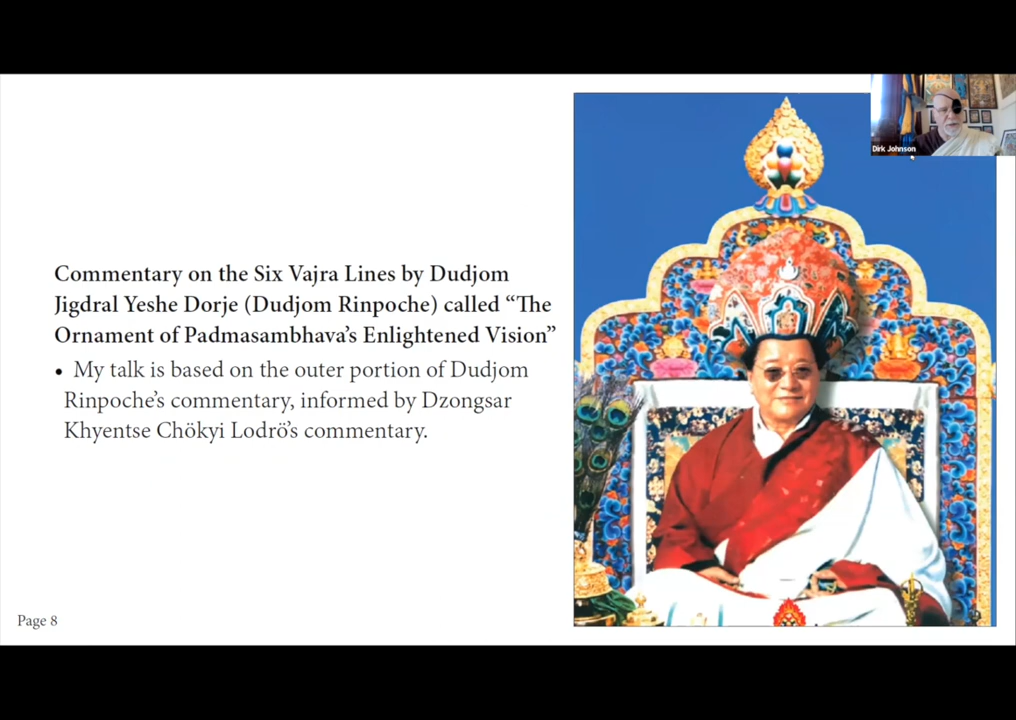 Dirk Johnson
Commentary on the Six Vajra Lines by Dudjom
Jigdral Yeshe Dorje (Dudjom Rinpoche) called “The
Ornament of Padmasambhava’s Enlightened Vision”
• My talk is based on the outer portion of Dudjom
Rinpoche’s commentary, informed by Dzongsar
Khyentse Chökyi Lodrö’s commentary.
Page 8